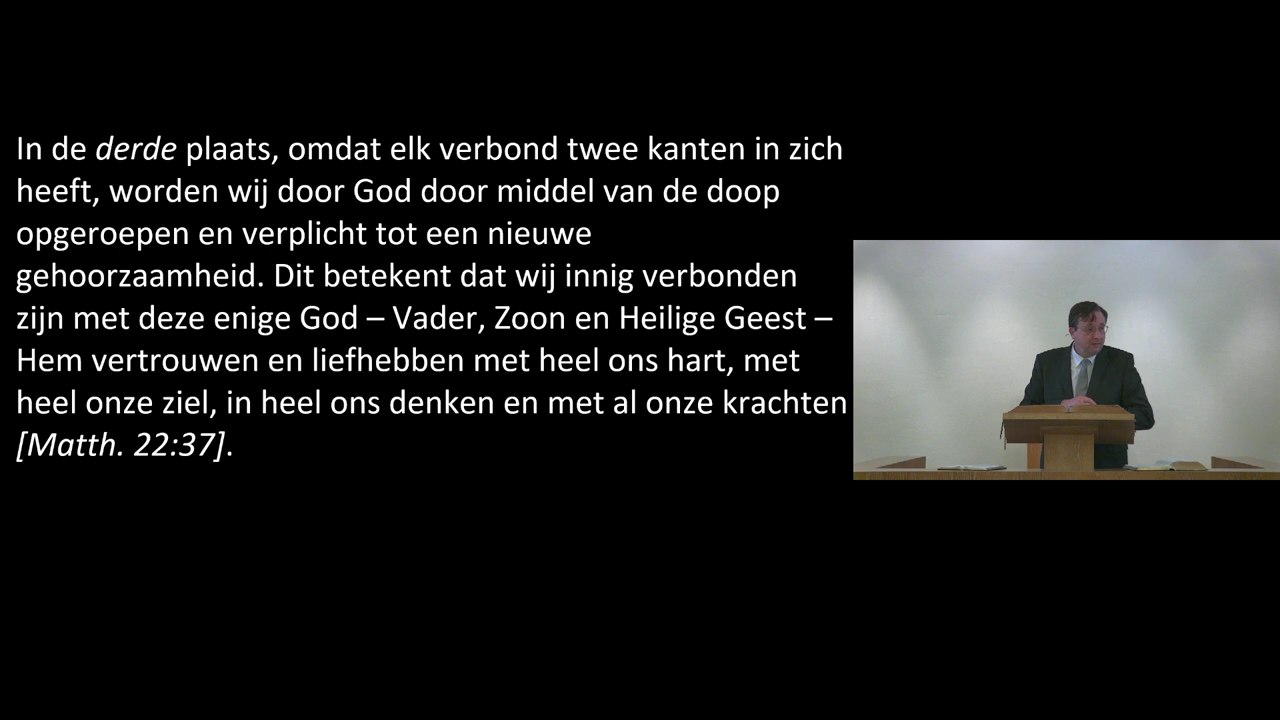 In de derde plaats, omdat elk verbond twee kanten in zich
heeft, worden wij door God door middel van de doop
opgeroepen en verplicht tot een nieuwe
gehoorzaamheid. Dit betekent dat wij innig verbonden
zijn met deze enige God – Vader, Zoon en Heilige Geest –
Hem vertrouwen en liefhebben met heel ons hart, met
heel onze ziel, in heel ons denken en met al onze krachten
[Matth. 22:37].